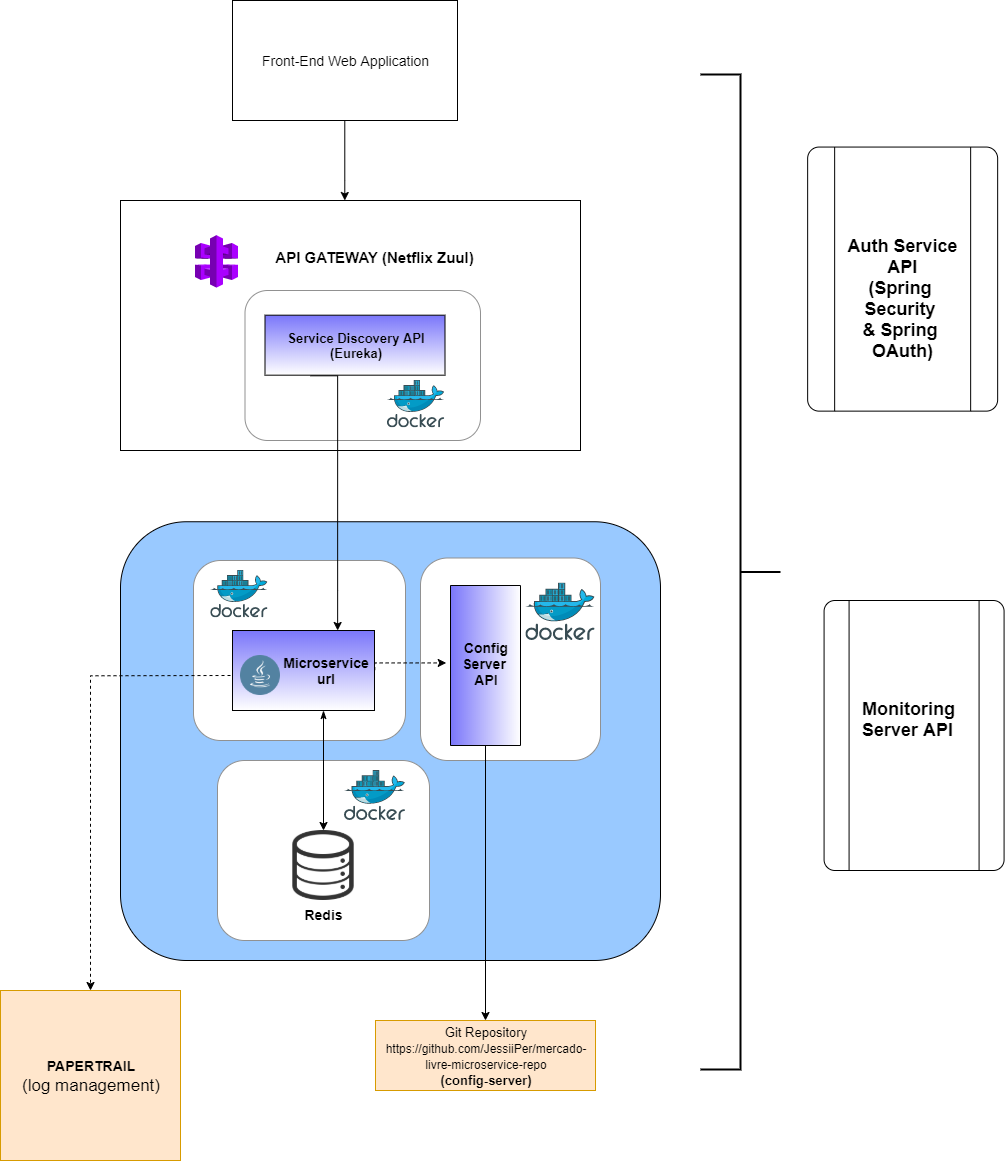 Front-End Web Application
API GATEWAY (Netflix Zuul)
Service Discovery API
(Eureka)
docker
docker
Microservice
url
Config
Server
API
docker
docker
Redis
PAPERTRAIL
(log management)
Git Repository
https://github.com/JessiiPer/mercado-
livre-microservice-repo
(config-server)
Auth Service
API
(Spring
Security
& Spring
OAuth)
Monitoring
Server API